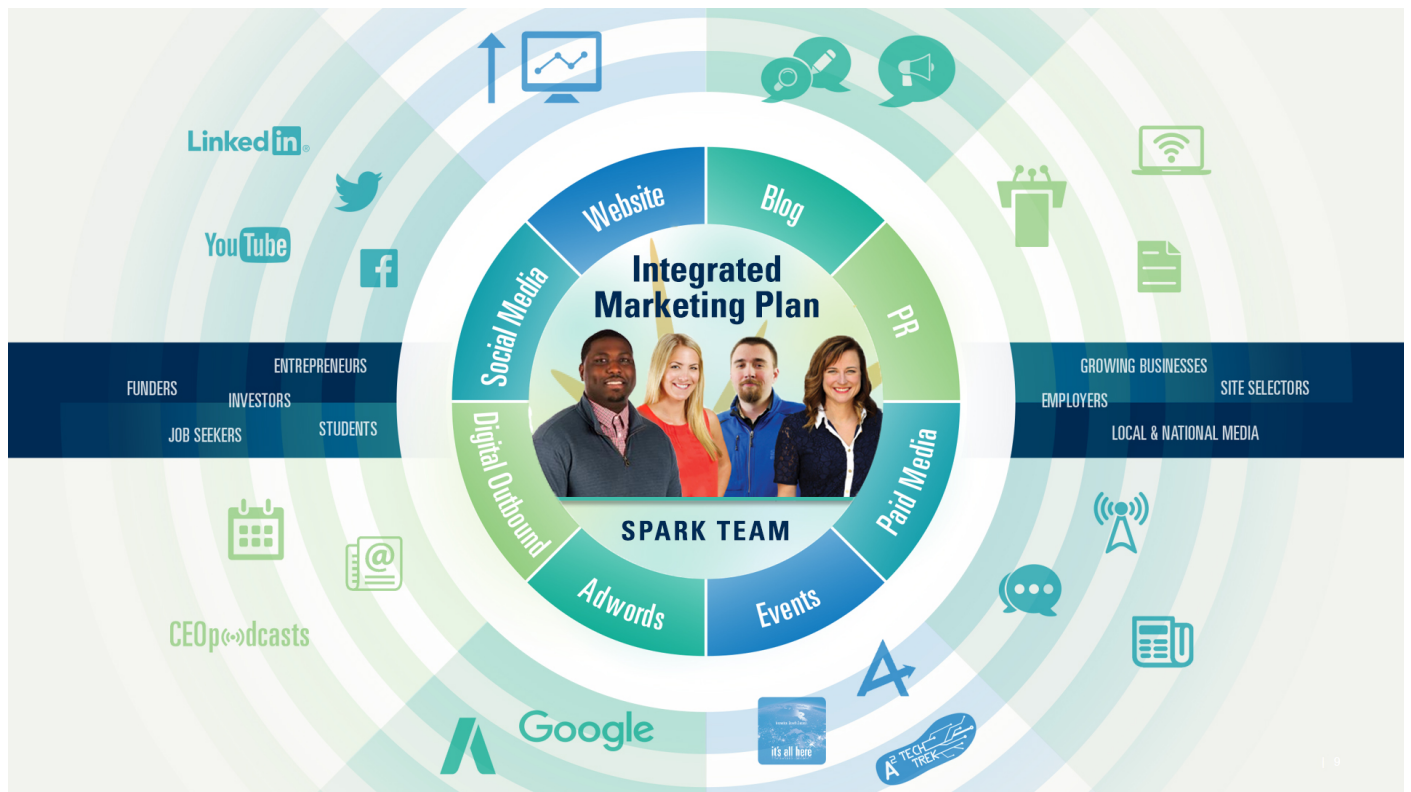 LinkedIn®
YouTube
Website
Blog
Social Media
PR
Integrated
Marketing Plan
ENTREPRENEURS
FUNDERS
INVESTORS
JOB SEEKERS
STUDENTS
GROWING BUSINESSES
SITE SELECTORS
EMPLOYERS
LOCAL & NATIONAL MEDIA
Digital Outbound
Paid Media
SPARK TEAM
Adwords
Events
@
CEOpodcasts
Google
it's all here
A² TECH
TREK
| 9